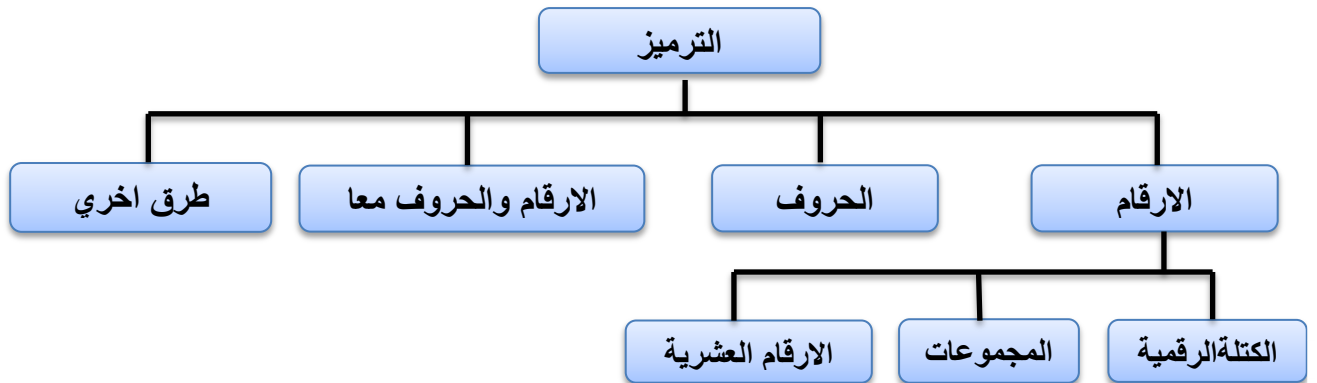 الترميز
الارقام
الحروف
الارقام والحروف معا
طرق اخري
الكتلةالرقمية
المجموعات
الارقام العشرية